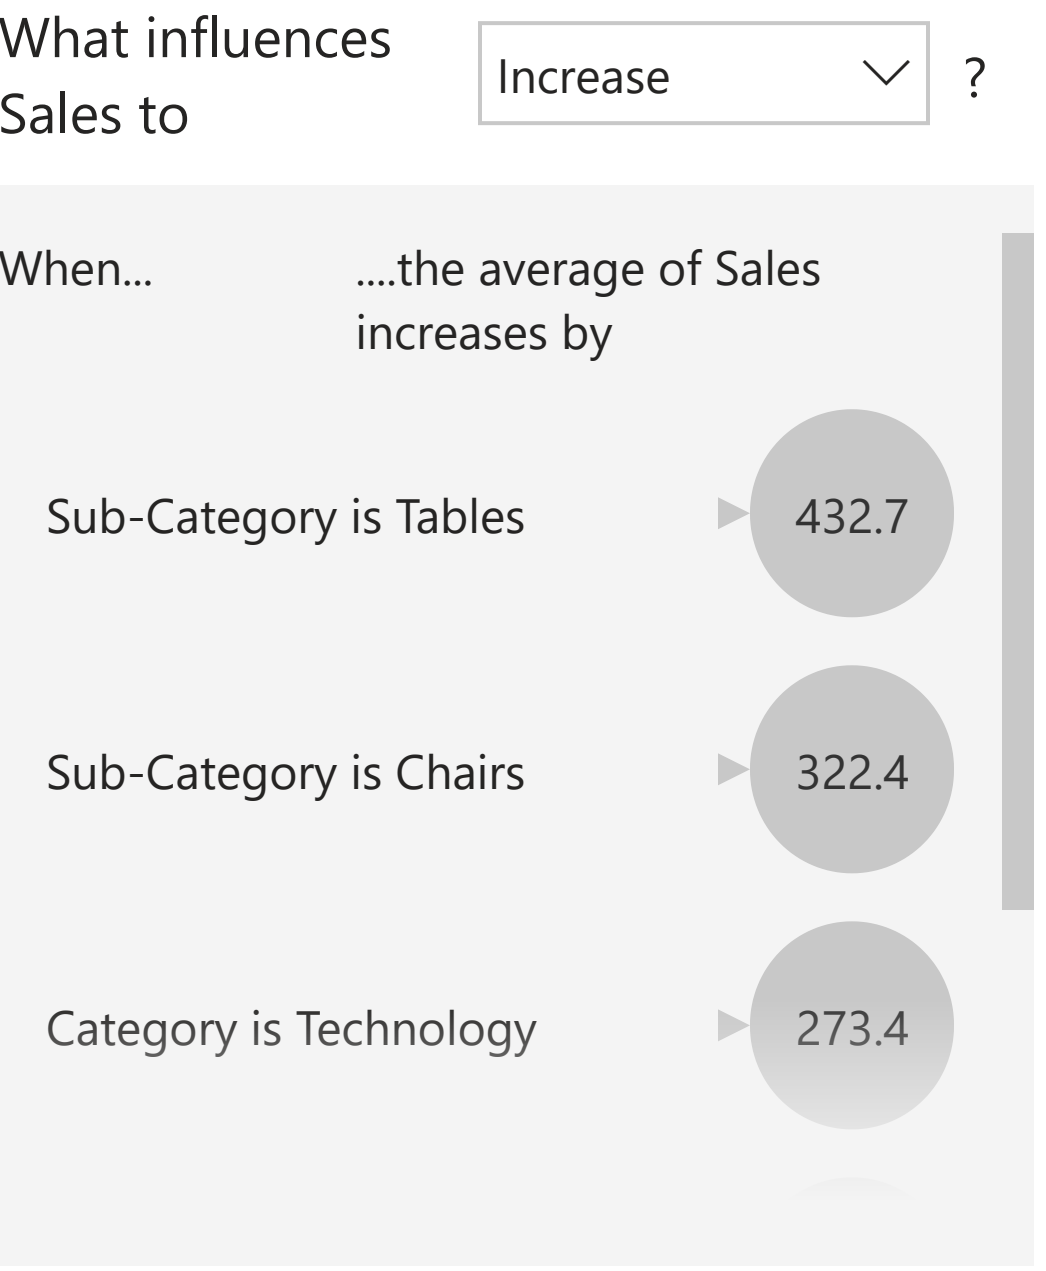 What influences
Sales to
Increase
?
When...
....the average of Sales
increases by
Sub-Category is Tables
432.7
Sub-Category is Chairs
322.4
Category is Technology
273.4